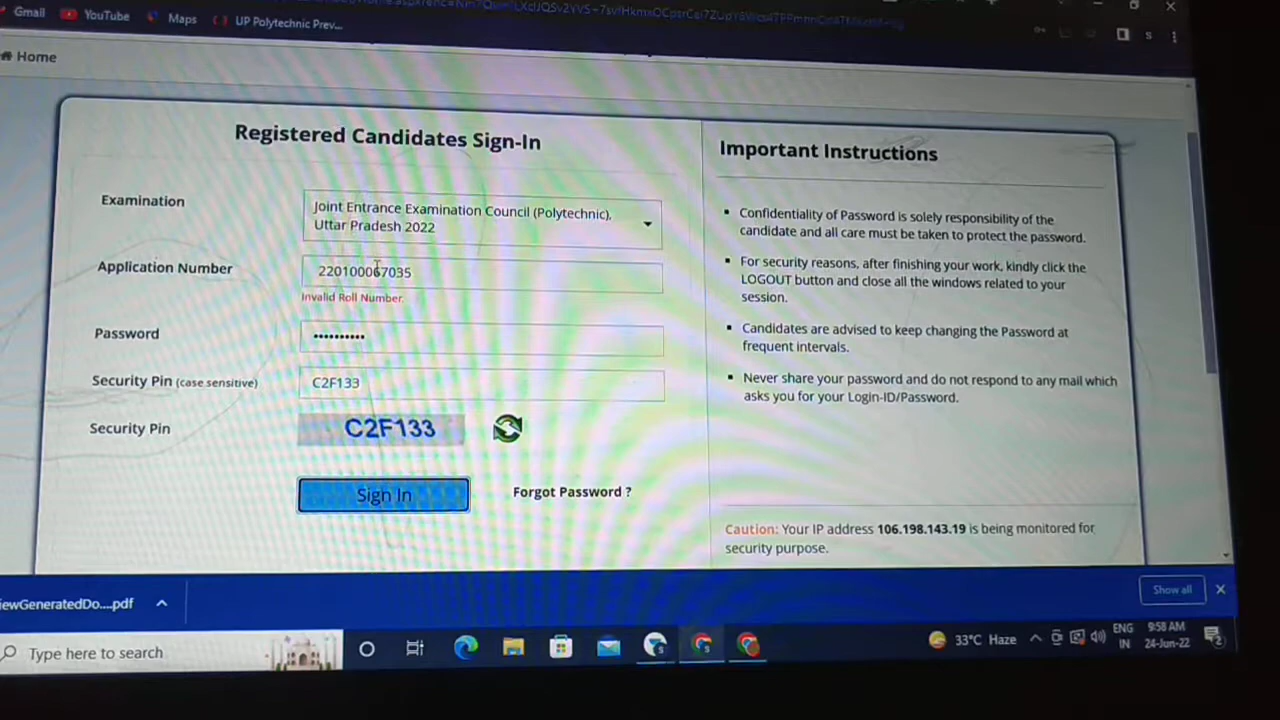 Gmail
YouTube
Maps
UP Polytechnic Prev...
S
Home
Registered Candidates Sign-In
Examination
Joint Entrance Examination Council (Polytechnic),
Uttar Pradesh 2022
Application Number
220100067035
Invalid Roll Number.
Password
••••••••••
Security Pin (case sensitive)
C2F133
Security Pin
C2F133
Sign In
Forgot Password ?
Important Instructions
Confidentiality of Password is solely responsibility of the
candidate and all care must be taken to protect the password.
For security reasons, after finishing your work, kindly click the
LOGOUT button and close all the windows related to your
session.
Candidates are advised to keep changing the Password at
frequent intervals.
Never share your password and do not respond to any mail which
asks you for your Login-ID/Password.
Caution: Your IP address 106.198.143.19 is being monitored for
security purpose.
iewGeneratedDo....pdf
Show all
Type here to search
33°C Haze
ENG
IN
9:58 AM
24-Jun-22
2